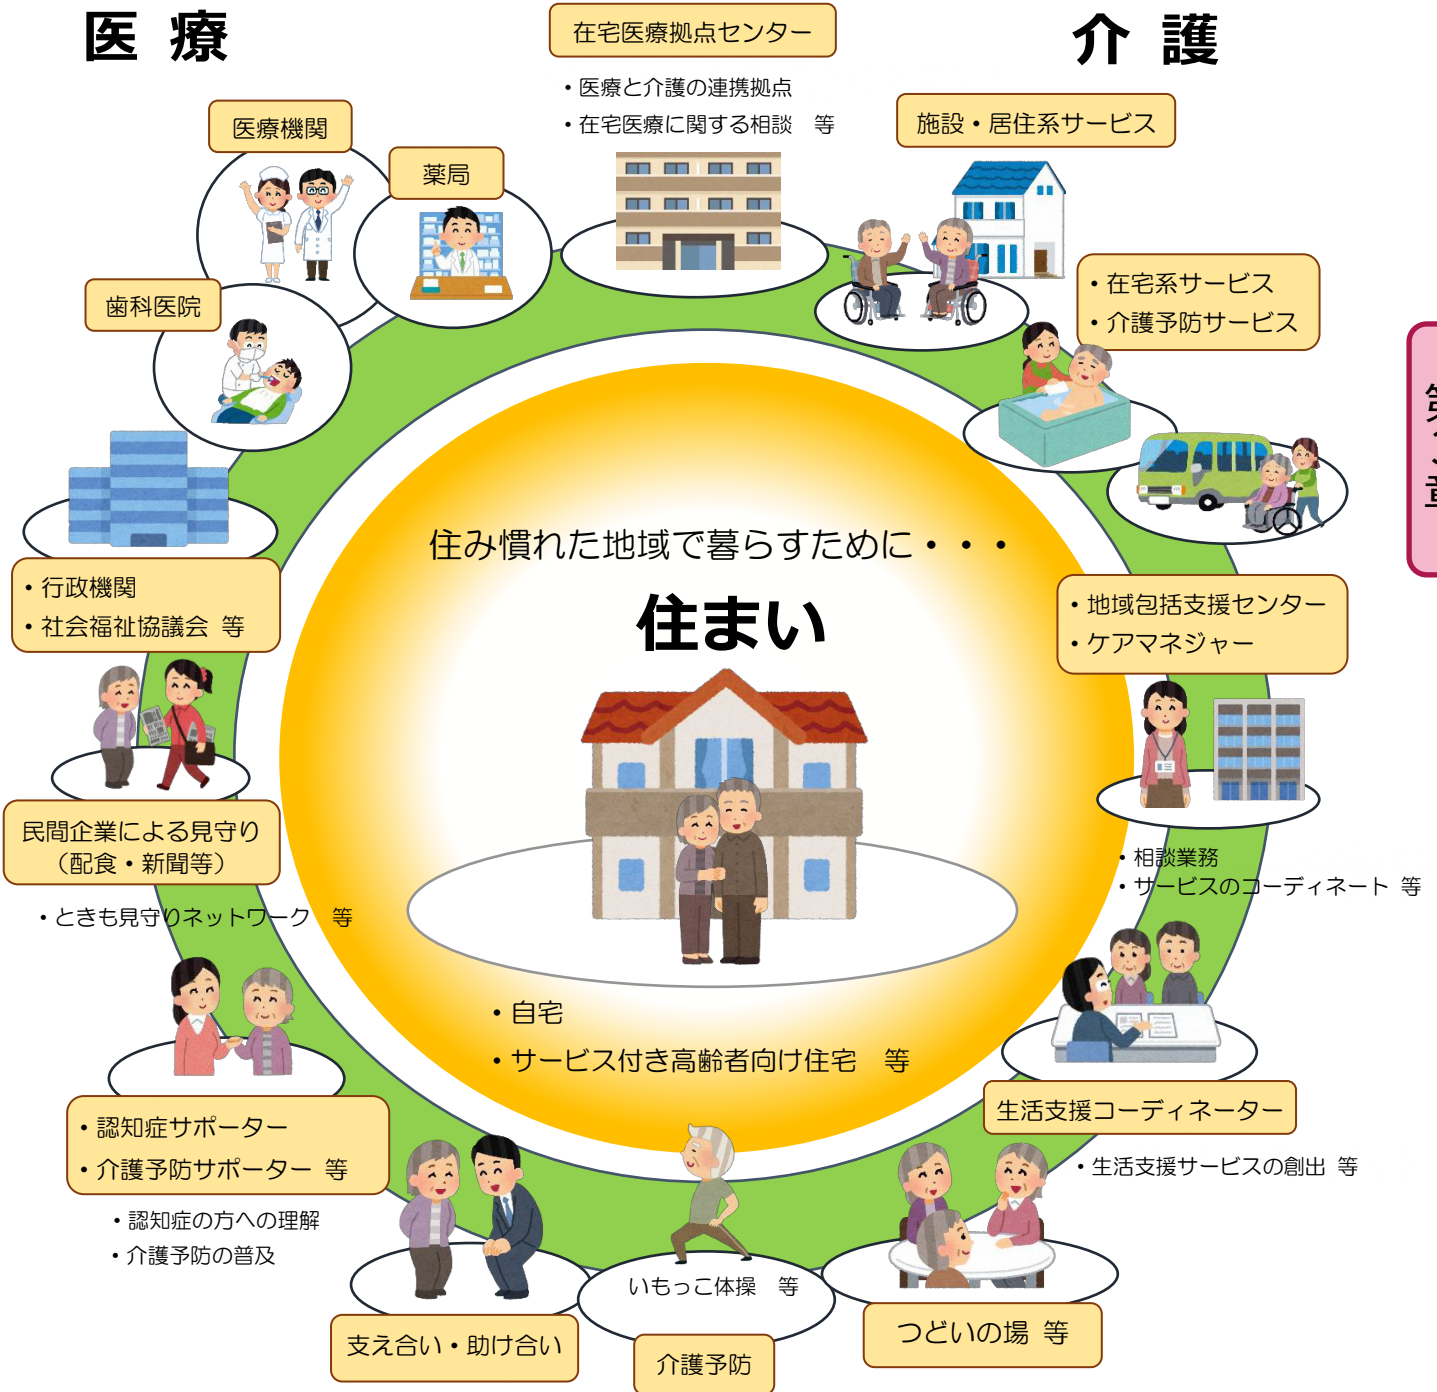 医 療
在宅医療拠点センター
・医療と介護の連携拠点
・在宅医療に関する相談　等
介 護
医療機関
薬局
歯科医院
施設・居住系サービス
・在宅系サービス
・介護予防サービス
・行政機関
・社会福祉協議会 等
住み慣れた地域で暮らすために・・・
住まい
・地域包括支援センター
・ケアマネジャー
・相談業務
・サービスのコーディネート 等
民間企業による見守り
（配食・新聞等）
・ときも見守りネットワーク　等
・自宅
・サービス付き高齢者向け住宅　等
生活支援コーディネーター
・生活支援サービスの創出 等
・認知症サポーター
・介護予防サポーター 等
・認知症の方への理解
・介護予防の普及
支え合い・助け合い
いもっこ体操　等
介護予防
つどいの場 等